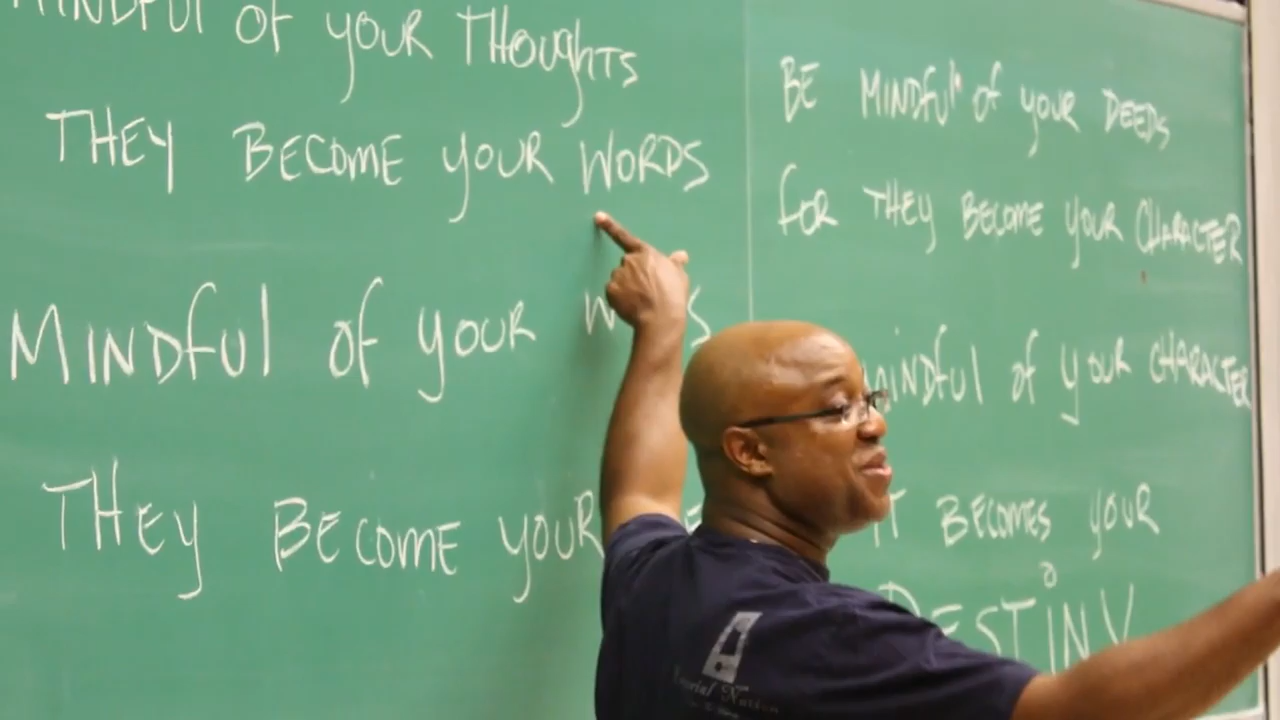 MINDfUl of your THoughTS
THEY BECOME YOUR WORDS
MINDfUl of your
THEY BECOME YOUR
BE MINDful of your DEEDS
for THEY BECOME YOUR CHARACTER
MINDful of your CHARACTER
IT BECOMES YOUR
DESTINY